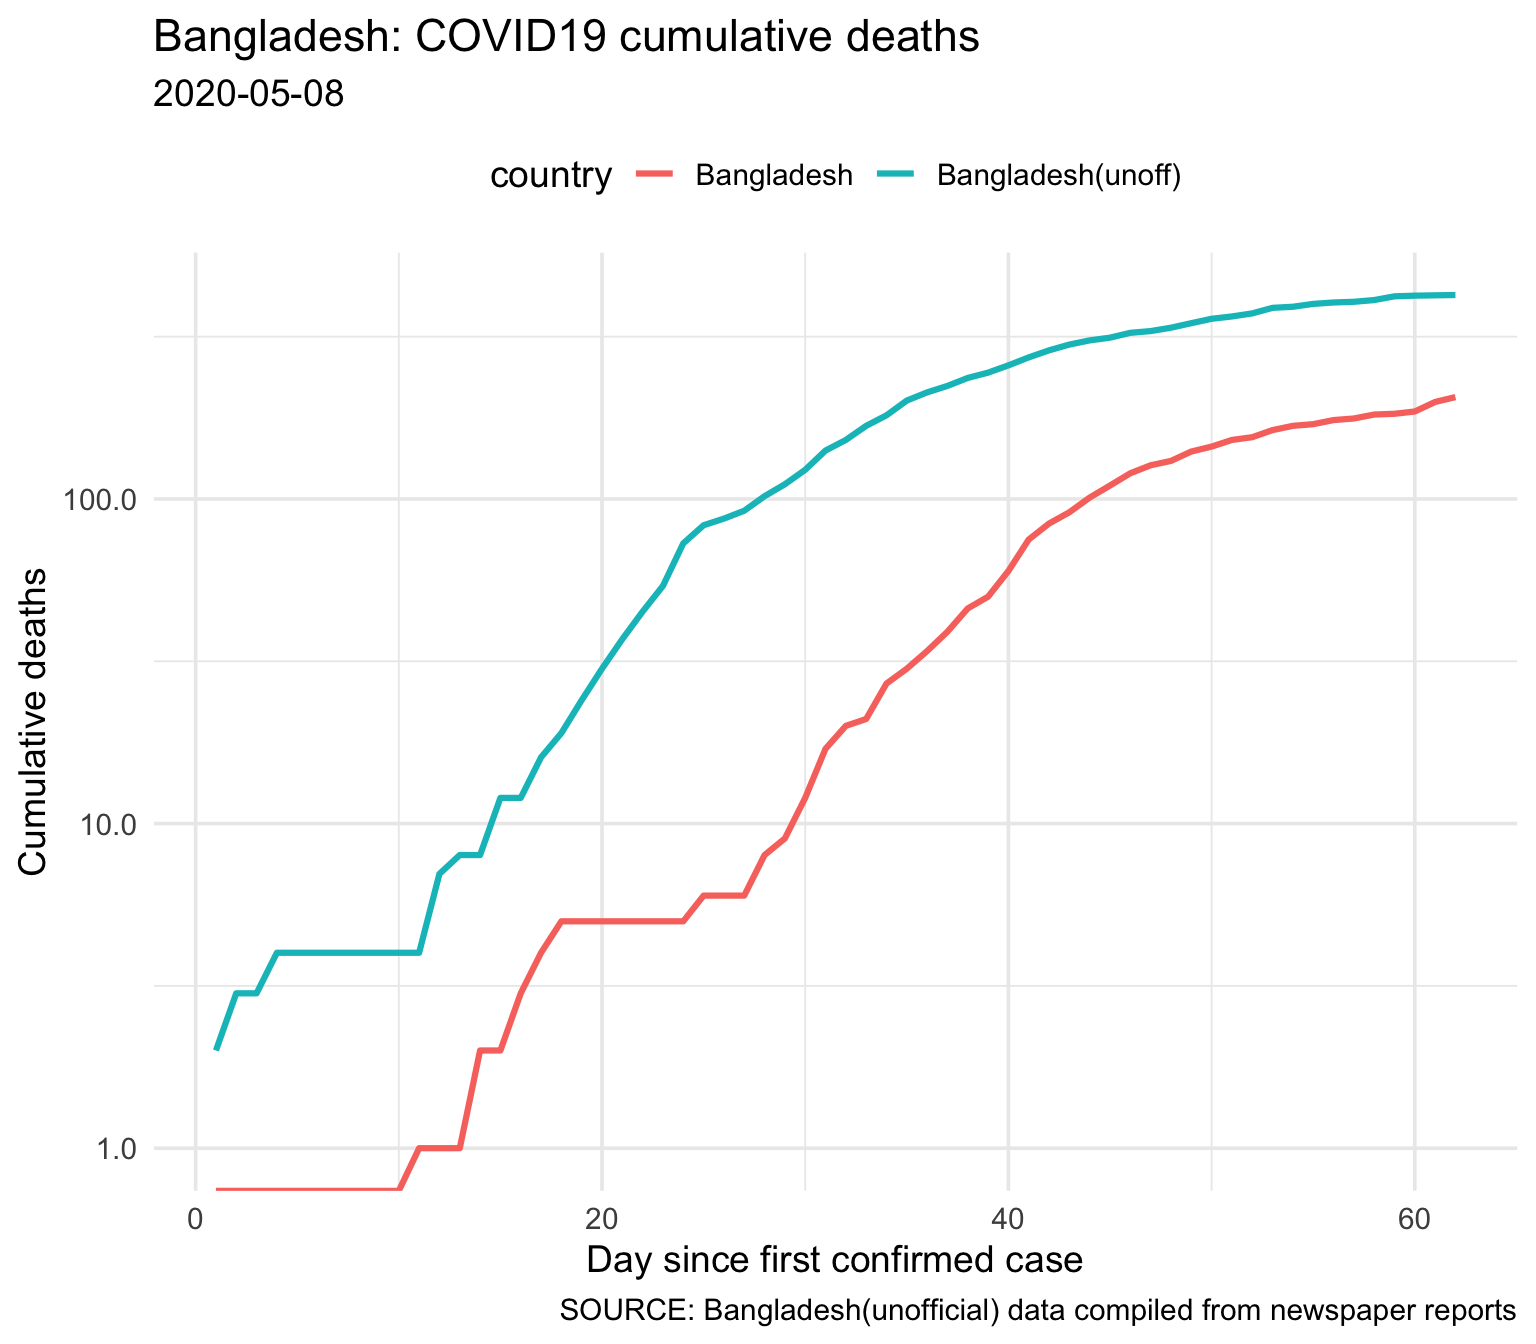 Bangladesh: COVID19 cumulative deaths
2020-05-08
country Bangladesh Bangladesh(unoff)
Cumulative deaths
100.0
10.0
1.0
0 20 40 60
Day since first confirmed case
SOURCE: Bangladesh(unofficial) data compiled from newspaper reports